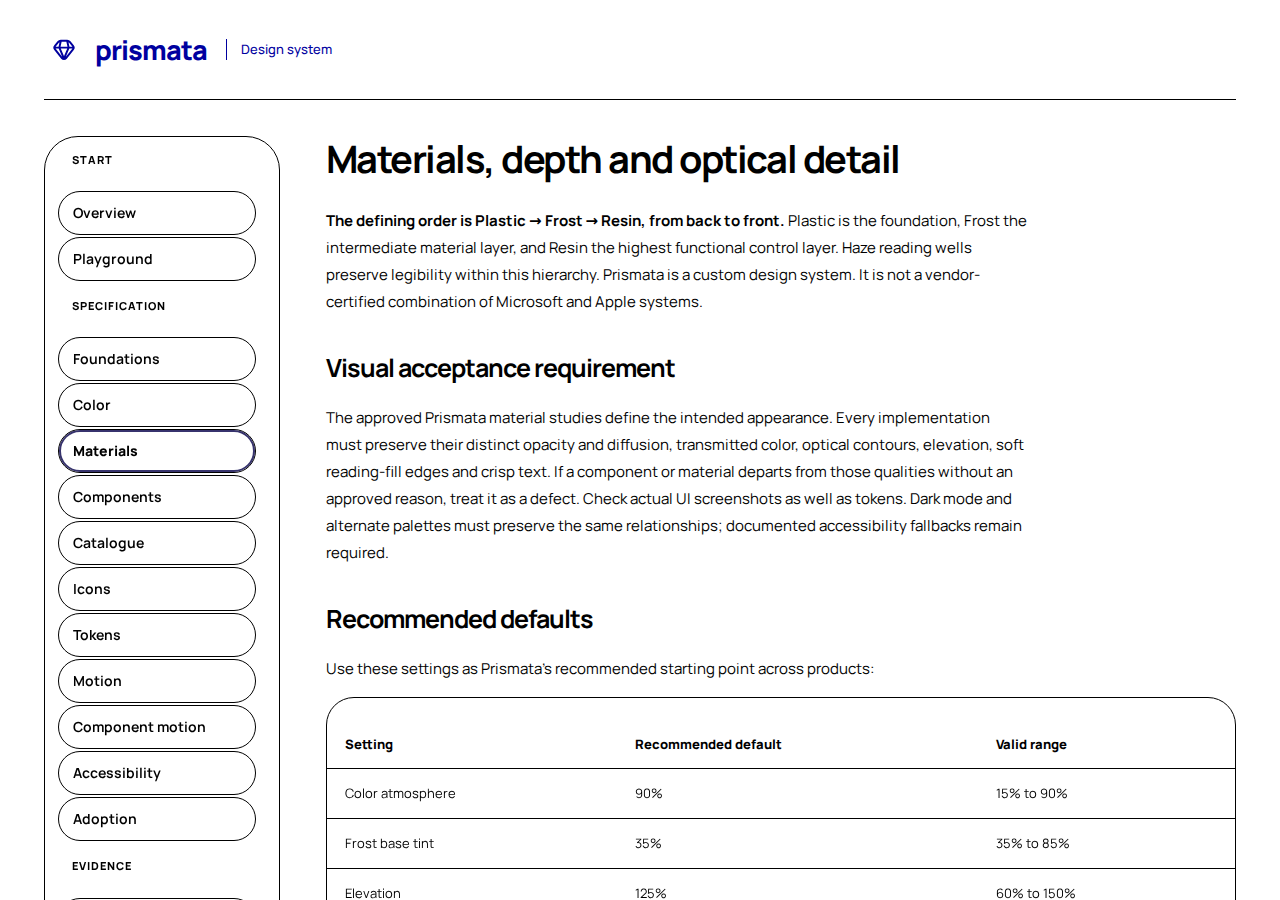 prismata
Design system
START
Overview
Playground
SPECIFICATION
Foundations
Color
Materials
Components
Catalogue
Icons
Tokens
Motion
Component motion
Accessibility
Adoption
EVIDENCE
Materials, depth and optical detail
The defining order is Plastic → Frost → Resin, from back to front. Plastic is the foundation, Frost the
intermediate material layer, and Resin the highest functional control layer. Haze reading wells
preserve legibility within this hierarchy. Prismata is a custom design system. It is not a vendor-
certified combination of Microsoft and Apple systems.
Visual acceptance requirement
The approved Prismata material studies define the intended appearance. Every implementation
must preserve their distinct opacity and diffusion, transmitted color, optical contours, elevation, soft
reading-fill edges and crisp text. If a component or material departs from those qualities without an
approved reason, treat it as a defect. Check actual UI screenshots as well as tokens. Dark mode and
alternate palettes must preserve the same relationships; documented accessibility fallbacks remain
required.
Recommended defaults
Use these settings as Prismata's recommended starting point across products:
Setting Recommended default Valid range
Color atmosphere 90% 15% to 90%
Frost base tint 35% 35% to 85%
Elevation 125% 60% to 150%